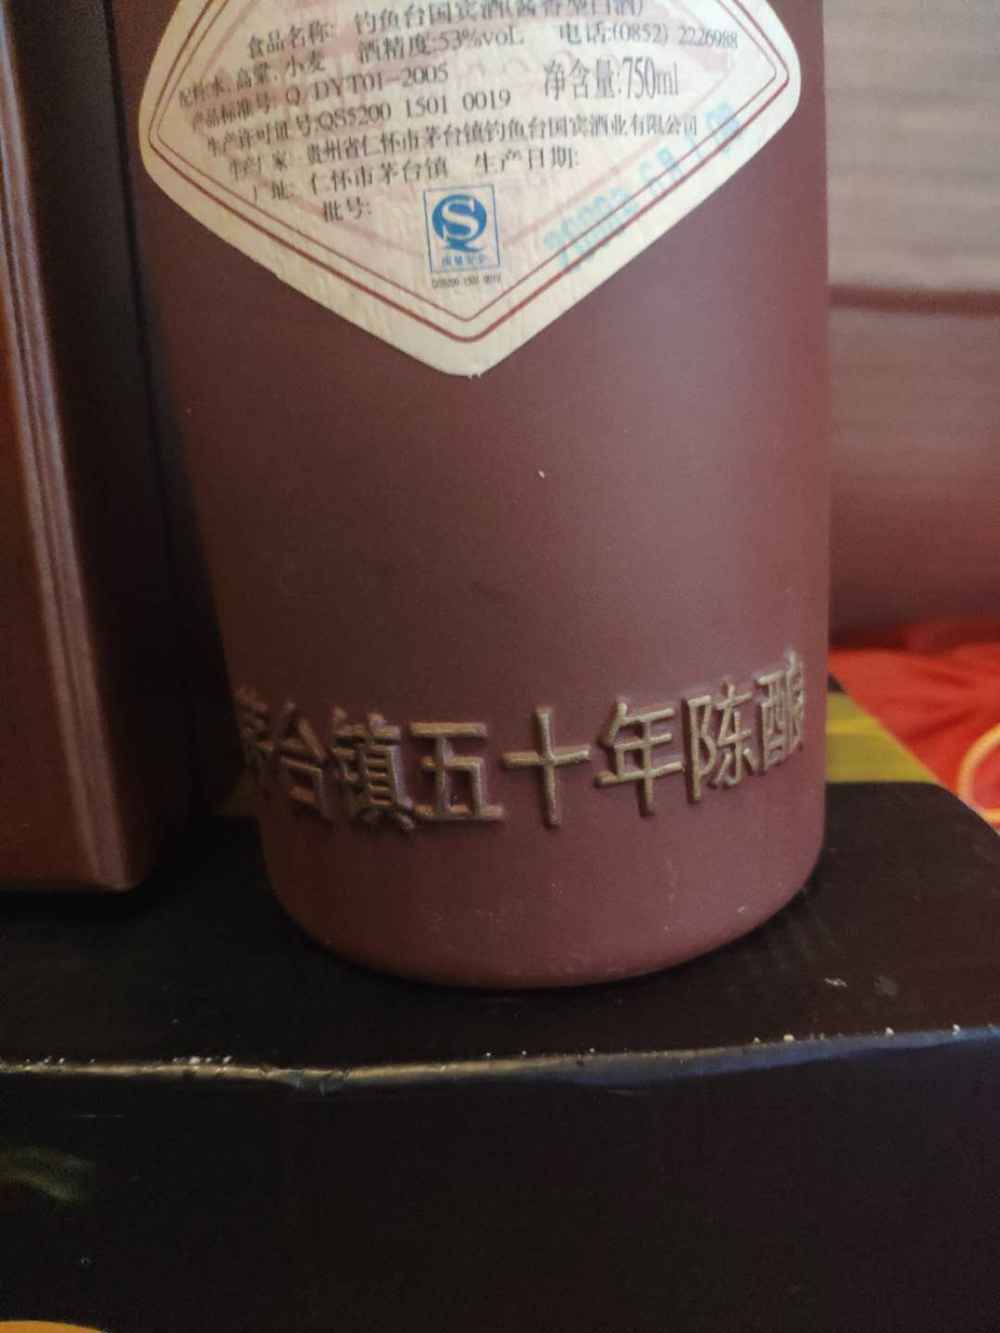 食品名称: 钓鱼台国宾酒(酱香型白酒)
酒精度:53%voL 电话:(0852) 2226988
配料:水、高粱、小麦
产品标准号: Q/DYT01-2005 净含量:750ml
生产许可证号:QS5200 1501 0019
生产厂家: 贵州省仁怀市茅台镇钓鱼台国宾酒业有限公司
厂址: 仁怀市茅台镇 生产日期:
批号:
QS
茅台镇五十年陈酿